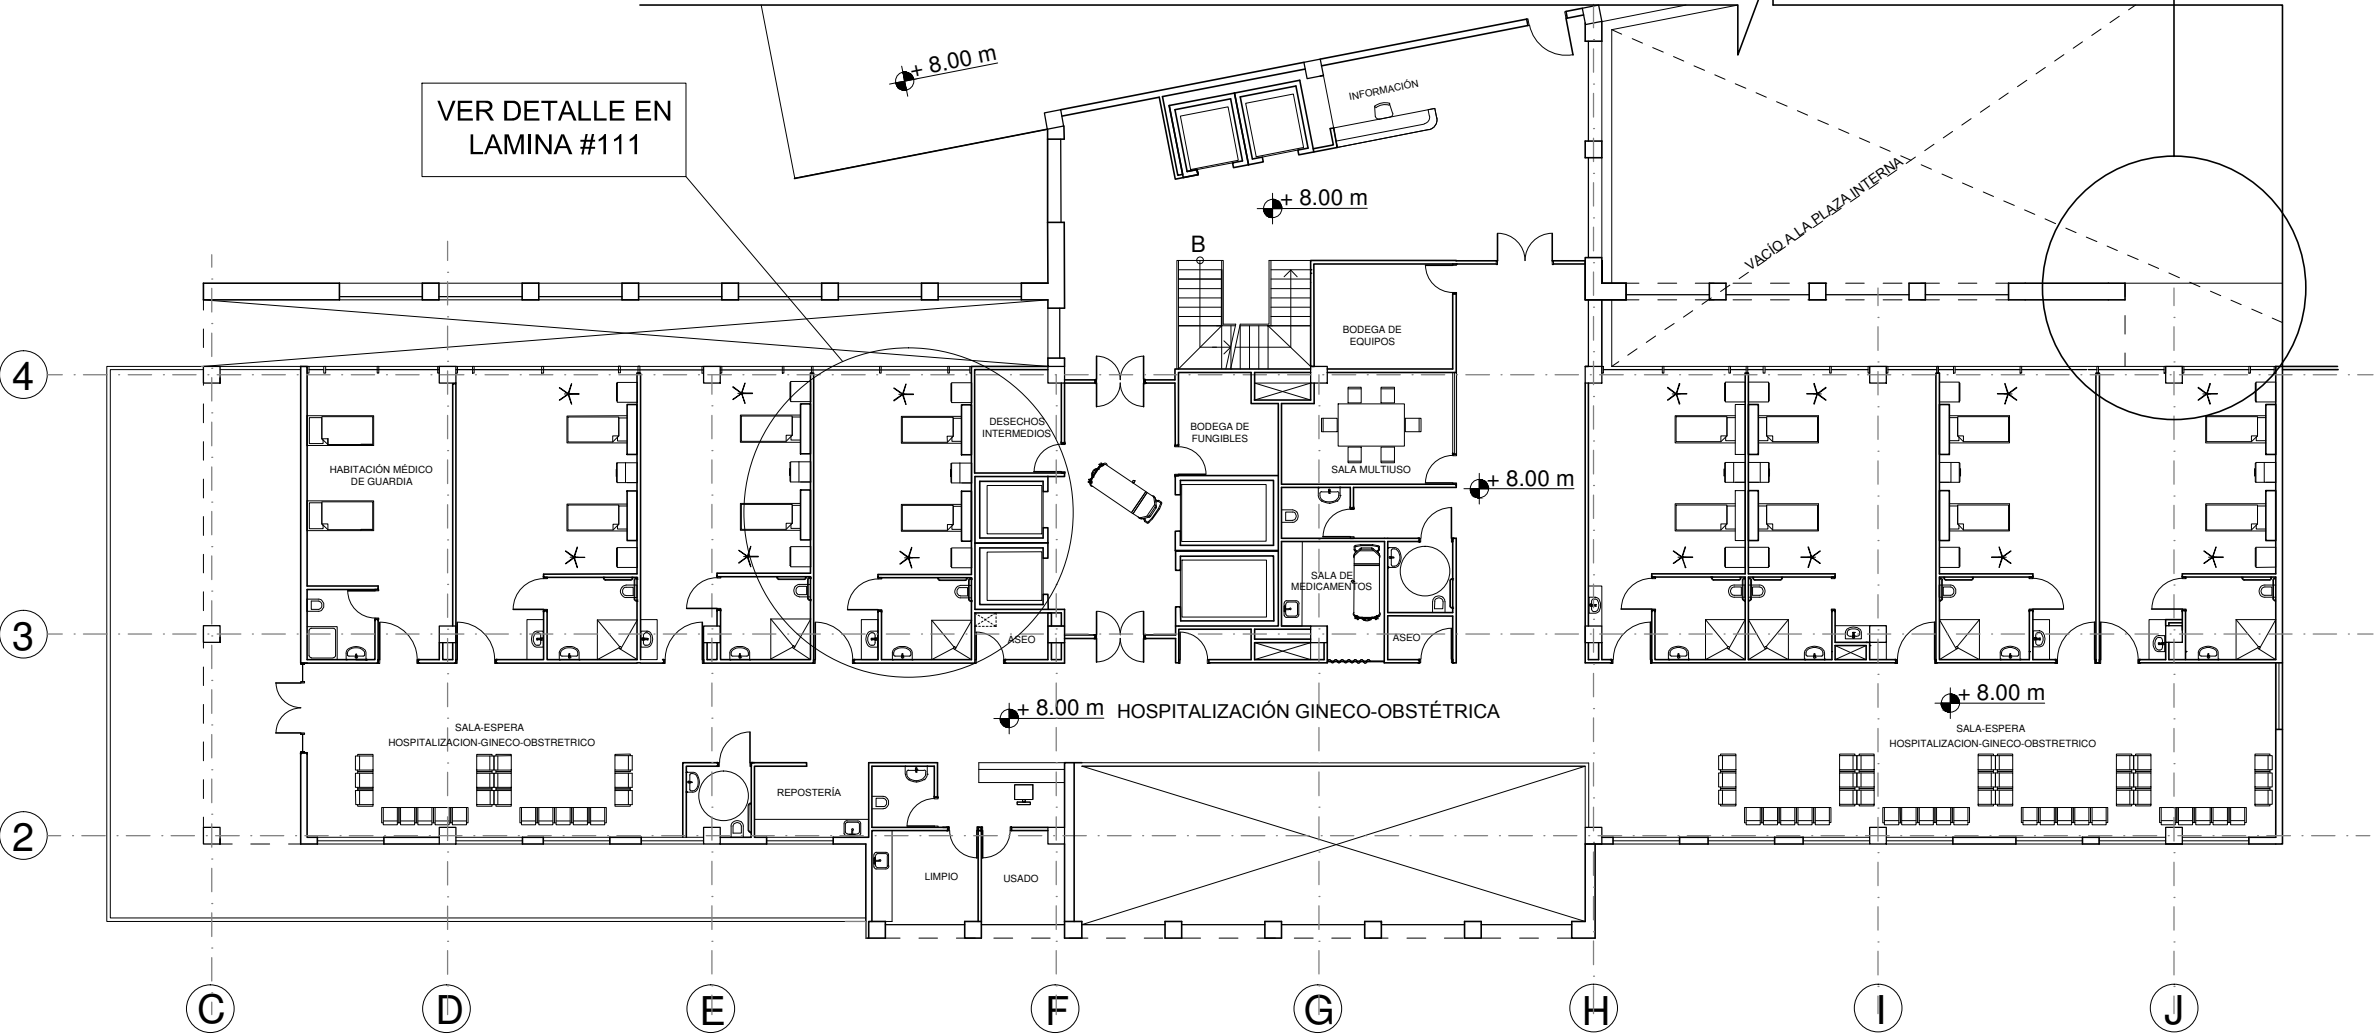 + 8.00 m
INFORMACIÓN
VER DETALLE EN
LAMINA #111
+ 8.00 m
VACÍO A LA PLAZA INTERNA
B
BODEGA DE
EQUIPOS
4
DESECHOS
INTERMEDIOS
BODEGA DE
FUNGIBLES
HABITACIÓN MÉDICO
DE GUARDIA
SALA MULTIUSO
+ 8.00 m
SALA DE
MEDICAMENTOS
3
ASEO
ASEO
+ 8.00 m
+ 8.00 m HOSPITALIZACIÓN GINECO-OBSTÉTRICA
SALA-ESPERA
HOSPITALIZACION-GINECO-OBSTRETRICO
SALA-ESPERA
HOSPITALIZACION-GINECO-OBSTRETRICO
REPOSTERÍA
2
LIMPIO
USADO
C D E F G H I J